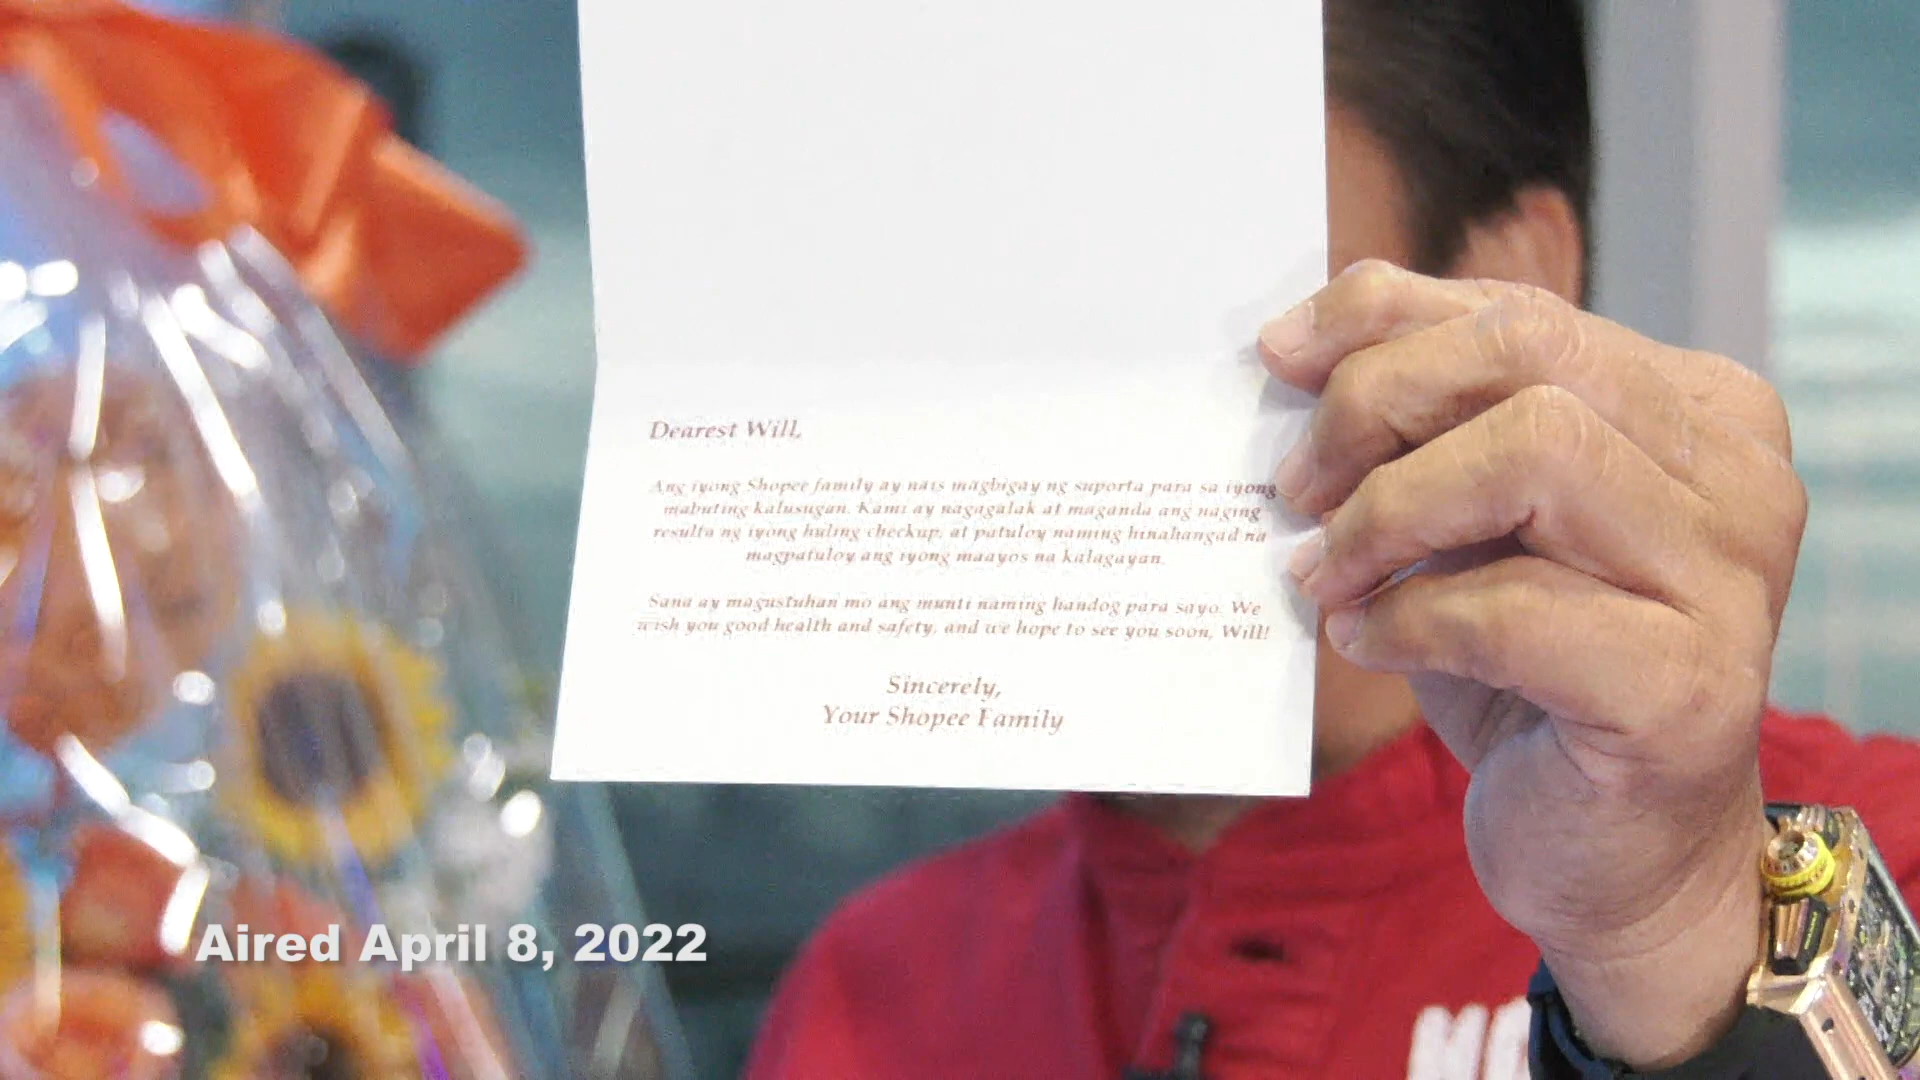 Dearest Will,
Ang iyong Shopee family ay nais magbigay ng suporta para sa iyong
mabuting kalusugan. Kami ay nagagalak at maganda ang naging
resulta ng iyong huling checkup, at patuloy naming hinahangad na
magpatuloy ang iyong maayos na kalagayan.
Sana ay magustuhan mo ang munti naming handog para sayo. We
wish you good health and safety, and we hope to see you soon, Will!
Sincerely,
Your Shopee Family
Aired April 8, 2022